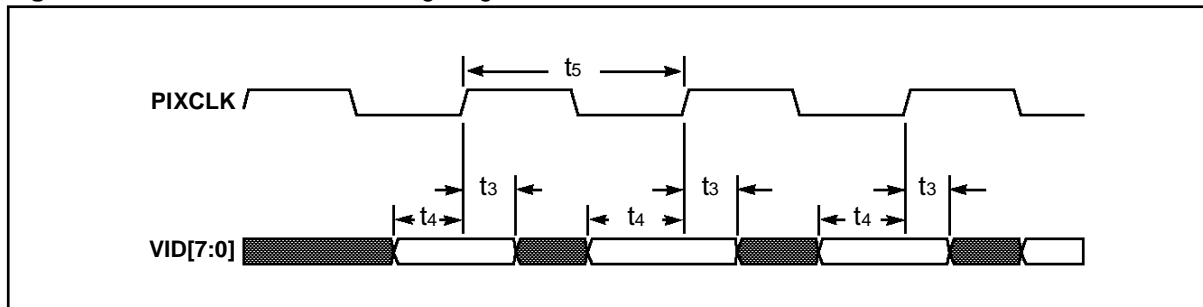 t5
PIXCLK
t3 t3 t3
t4 t4 t4
VID[7:0]